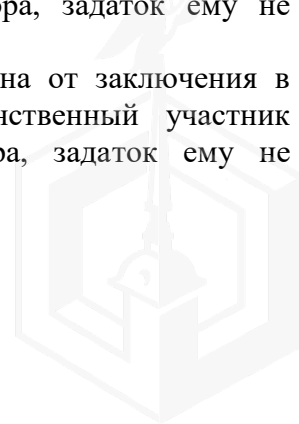 ра, задаток ему не
на от заключения в
нственный участник
ра, задаток ему не